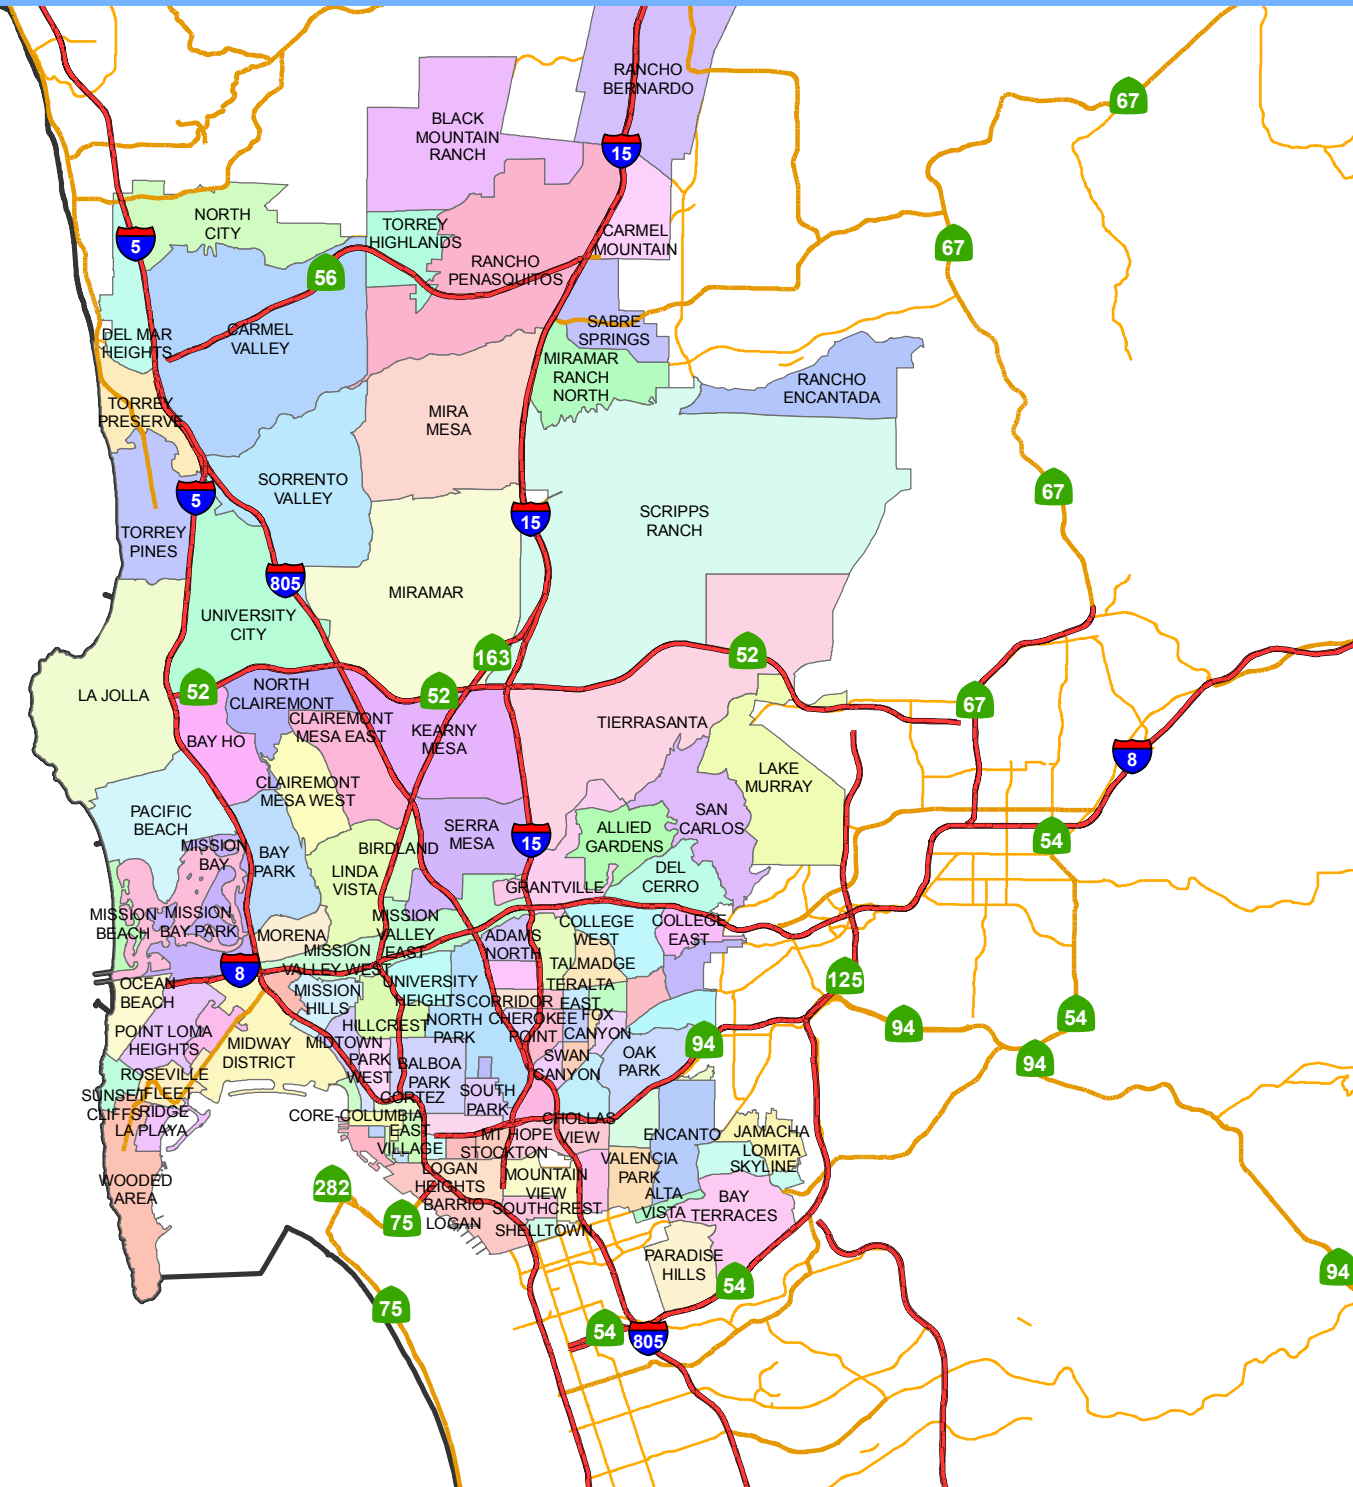 RANCHO
BERNARDO
67
BLACK
MOUNTAIN
RANCH
15
NORTH
CITY
TORREY
HIGHLANDS
CARMEL
MOUNTAIN
5
67
56
RANCHO
PENASQUITOS
DEL MAR
HEIGHTS
CARMEL
VALLEY
SABRE
SPRINGS
MIRAMAR
RANCH
NORTH
RANCHO
ENCANTADA
TORREY
PRESERVE
MIRA
MESA
SORRENTO
VALLEY
5
67
15
SCRIPPS
RANCH
TORREY
PINES
805
MIRAMAR
UNIVERSITY
CITY
163
52
LA JOLLA
52
NORTH
CLAIREMONT
52
67
CLAIREMONT
MESA EAST
KEARNY
MESA
TIERRASANTA
BAY HO
8
CLAIREMONT
MESA WEST
LAKE
MURRAY
PACIFIC
BEACH
SAN
CARLOS
SERRA
MESA
15
ALLIED
GARDENS
54
MISSION
BAY
BAY
PARK
BIRDLAND
LINDA
VISTA
DEL
CERRO
GRANTVILLE
MISSION
BEACH
MISSION
BAY PARK
MISSION
VALLEY
EAST
COLLEGE
WEST
COLLEGE
EAST
MORENA
ADAMS
NORTH
MISSION
VALLEY WEST
TALMADGE
8
125
OCEAN
BEACH
MISSION
HILLS
UNIVERSITY
HEIGHTS
TERALTA
EAST
CORRIDOR
POINT LOMA
HEIGHTS
HILLCREST
NORTH
PARK
CHEROKEE
POINT
FOX
CANYON
54
94
94
MIDWAY
DISTRICT
MIDTOWN
PARK
WEST
BALBOA
PARK
SWAN
CANYON
OAK
PARK
94
ROSEVILLE
FLEET
RIDGE
SUNSET
CLIFFS
LA PLAYA
CORTEZ
SOUTH
PARK
CORE-COLUMBIA
EAST
VILLAGE
CHOLLAS
VIEW
MT HOPE
STOCKTON
ENCANTO
JAMACHA
LOMITA
SKYLINE
VALENCIA
PARK
WOODED
AREA
LOGAN
HEIGHTS
MOUNTAIN
VIEW
282
ALTA
VISTA
BAY
TERRACES
BARRIO
LOGAN
SOUTHCREST
75
SHELLTOWN
PARADISE
HILLS
94
54
75
54
805